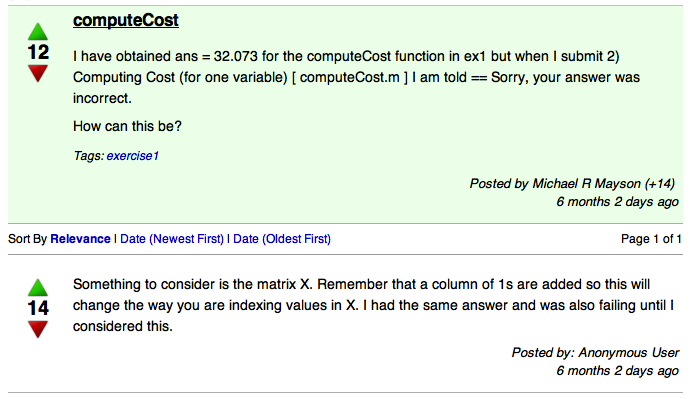 computeCost
12
I have obtained ans = 32.073 for the computeCost function in ex1 but when I submit 2)
Computing Cost (for one variable) [ computeCost.m ] I am told == Sorry, your answer was
incorrect.
How can this be?
Tags: exercise1
Posted by Michael R Mayson (+14)
6 months 2 days ago
Sort By Relevance | Date (Newest First) | Date (Oldest First)
Page 1 of 1
14
Something to consider is the matrix X. Remember that a column of 1s are added so this will
change the way you are indexing values in X. I had the same answer and was also failing until I
considered this.
Posted by: Anonymous User
6 months 2 days ago